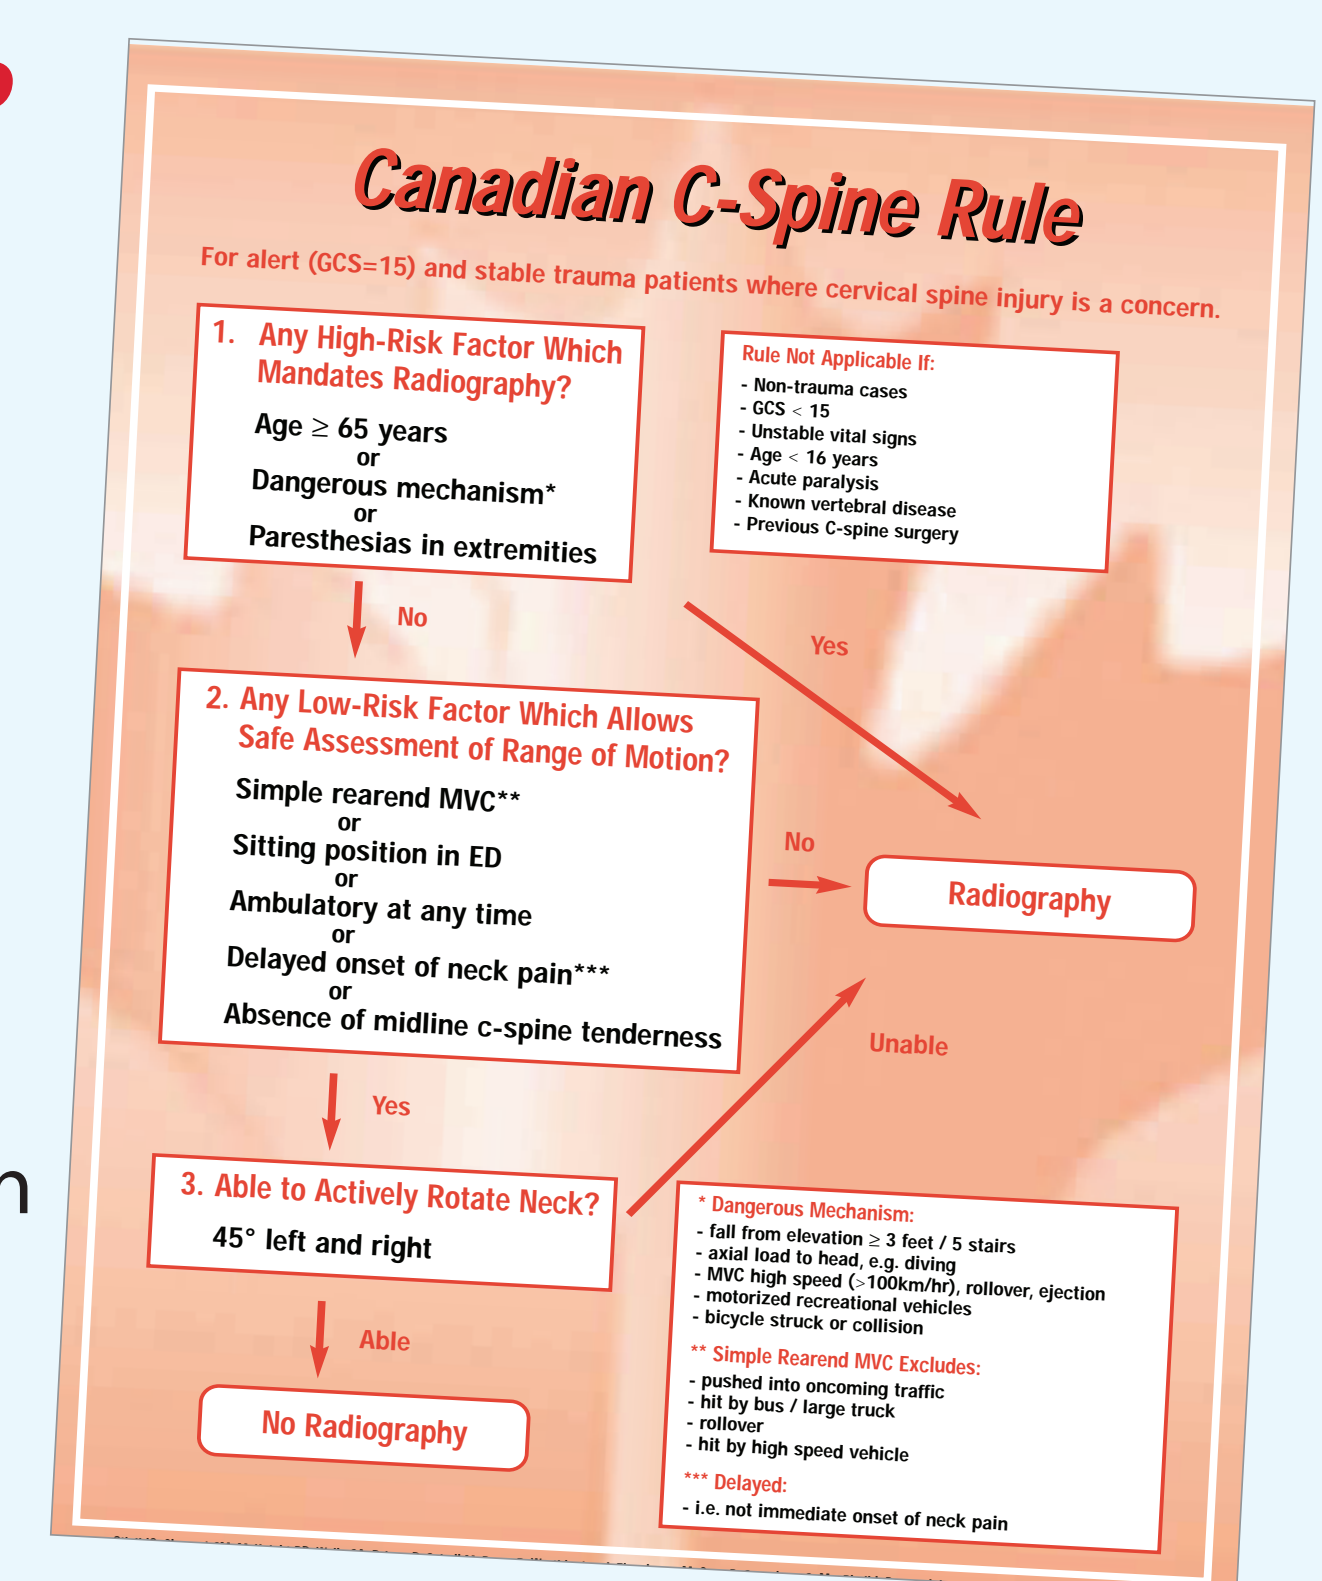 Canadian C-Spine Rule
For alert (GCS=15) and stable trauma patients where cervical spine injury is a concern.
1. Any High-Risk Factor Which
Mandates Radiography?
Age ≥ 65 years
or
Dangerous mechanism*
or
Paresthesias in extremities
Rule Not Applicable If:
- Non-trauma cases
- GCS < 15
- Unstable vital signs
- Age < 16 years
- Acute paralysis
- Known vertebral disease
- Previous C-spine surgery
No
Yes
2. Any Low-Risk Factor Which Allows
Safe Assessment of Range of Motion?
Simple rearend MVC**
or
Sitting position in ED
or
Ambulatory at any time
or
Delayed onset of neck pain***
or
Absence of midline c-spine tenderness
No
Radiography
Unable
Yes
3. Able to Actively Rotate Neck?
45° left and right
Able
No Radiography
* Dangerous Mechanism:
- fall from elevation ≥ 3 feet / 5 stairs
- axial load to head, e.g. diving
- MVC high speed (>100km/hr), rollover, ejection
- motorized recreational vehicles
- bicycle struck or collision
** Simple Rearend MVC Excludes:
- pushed into oncoming traffic
- hit by bus / large truck
- rollover
- hit by high speed vehicle
*** Delayed:
- i.e. not immediate onset of neck pain